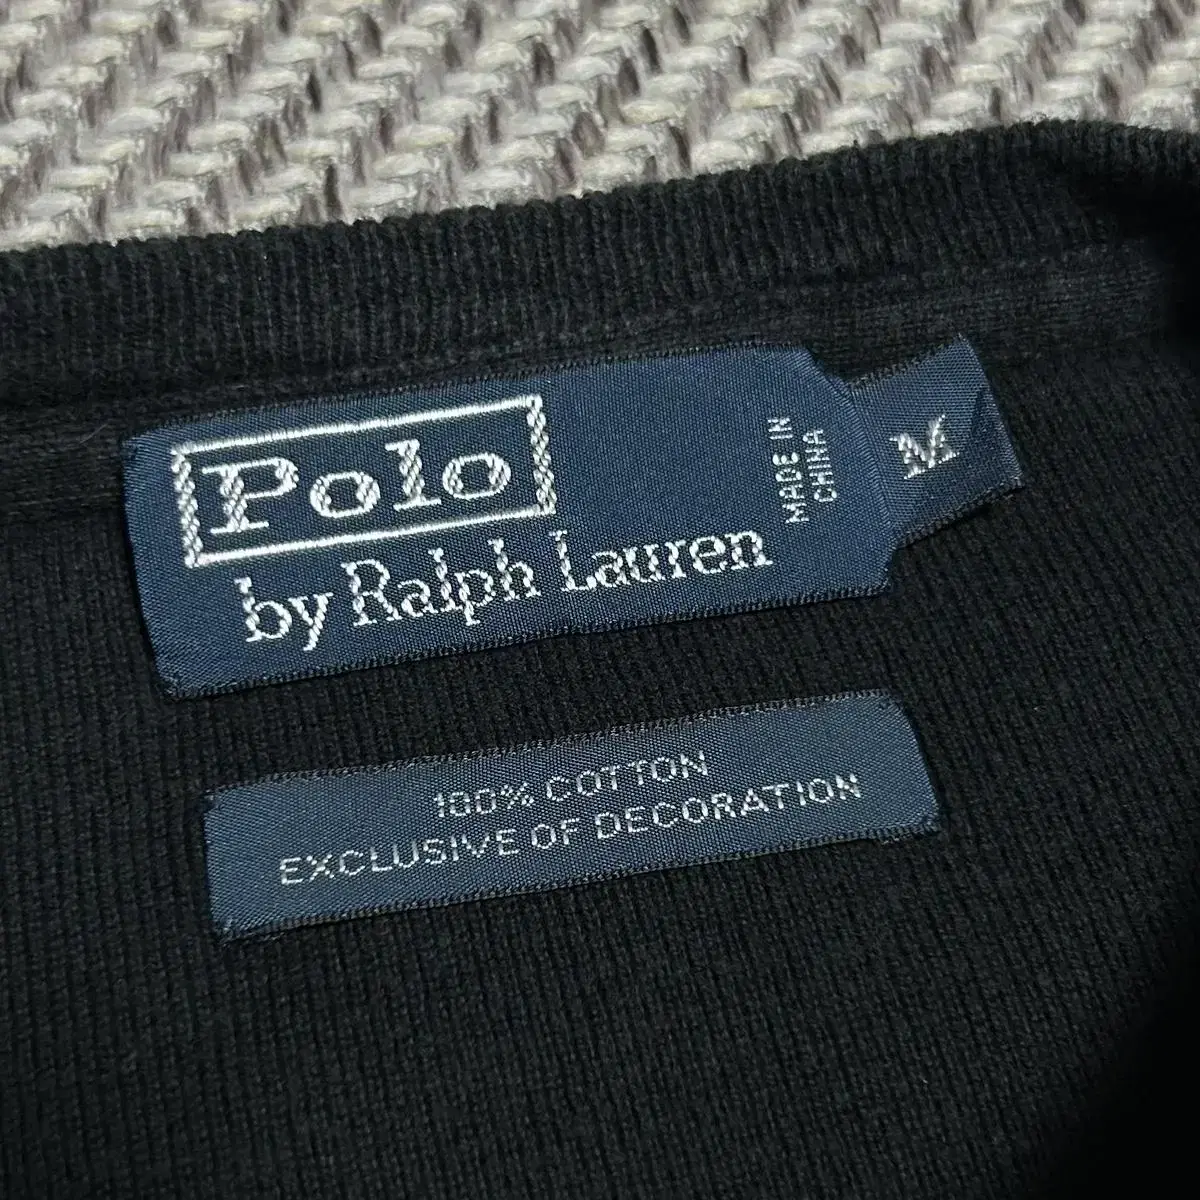 Polo
by Ralph Lauren
MADE IN
CHINA
M
100% COTTON
EXCLUSIVE OF DECORATION